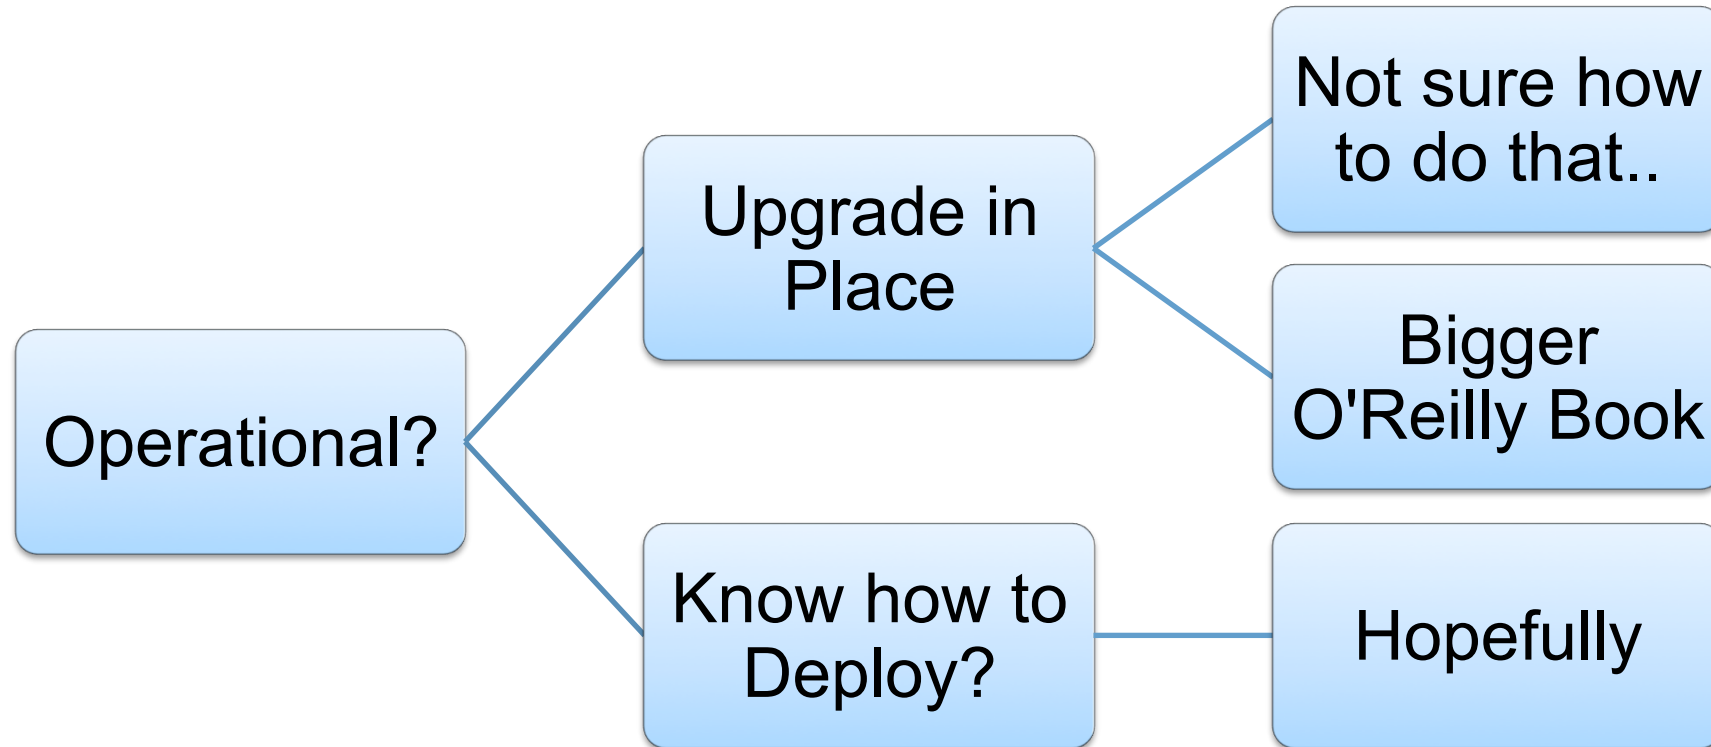 Operational?
Upgrade in
Place
Know how to
Deploy?
Not sure how
to do that..
Bigger
O'Reilly Book
Hopefully